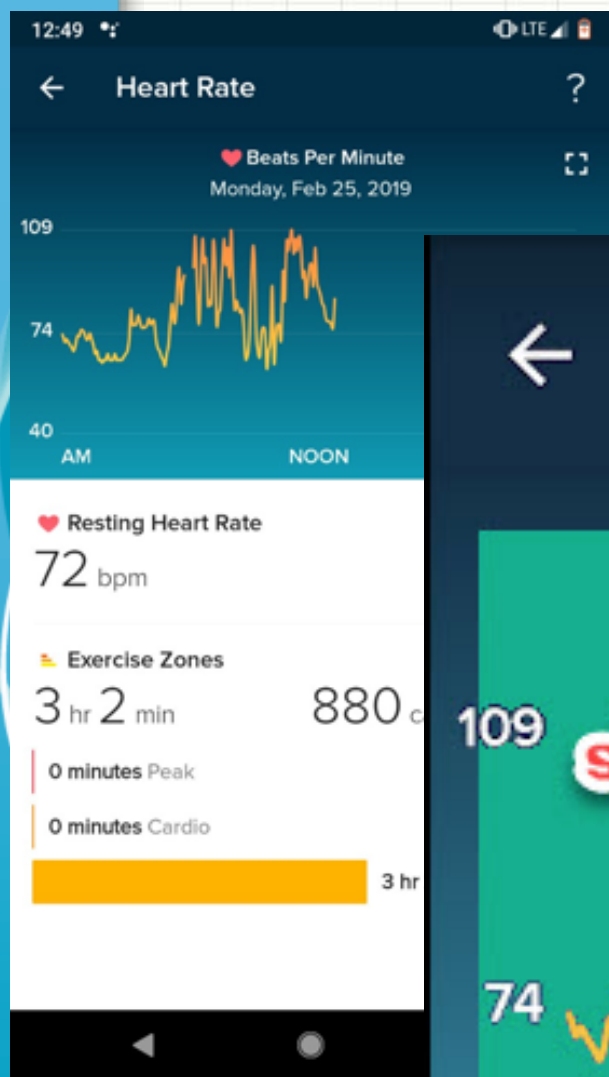 12:49 LTE
Heart Rate ?
Beats Per Minute
Monday, Feb 25, 2019
109
74
40
AM NOON
Resting Heart Rate
72 bpm
Exercise Zones
3 hr 2 min 880
0 minutes Peak
0 minutes Cardio
3 hr
109
74